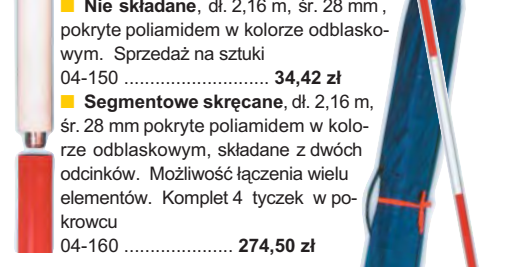 Nie składane, dł. 2,16 m, śr. 28 mm ,
pokryte poliamidem w kolorze odblasko-
wym. Sprzedaż na sztuki
04-150 ............................ 34,42 zł
Segmentowe skręcane, dł. 2,16 m,
śr. 28 mm pokryte poliamidem w kolo-
rze odblaskowym, składane z dwóch
odcinków. Możliwość łączenia wielu
elementów. Komplet 4 tyczek w po-
krowcu
04-160 ..................... 274,50 zł